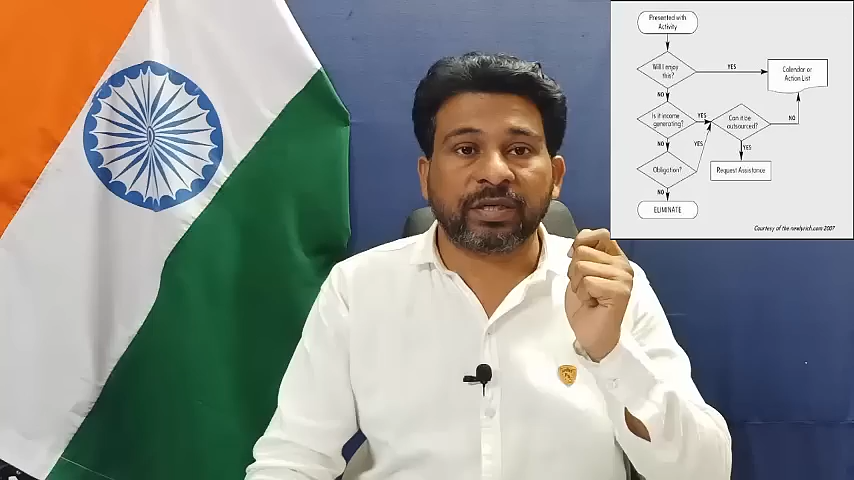 Presented with
Activity
Will I enjoy
this?
YES
Calendar or
Action List
NO
Is it income
generating?
YES
Can it be
outsourced?
NO
NO
YES
YES
Obligation?
Request Assistance
NO
ELIMINATE
Courtesy of the newlyrich.com 2007